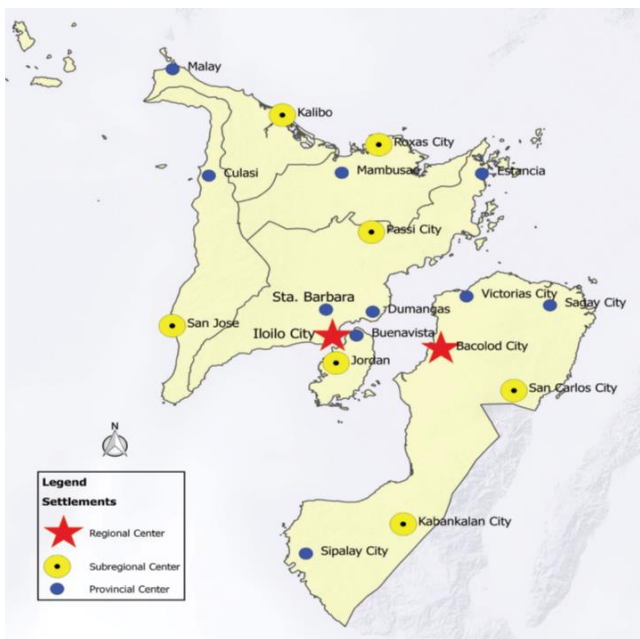 Malay
Kalibo
Roxas City
Culasi
Mambusao
Estancia
Passi City
Sta. Barbara
Dumangas
Victorias City
Sagay City
San Jose
Iloilo City
Buenavista
Bacolod City
Jordan
San Carlos City
N
Legend
Settlements
Regional Center
Subregional Center
Provincial Center
Kabankalan City
Sipalay City